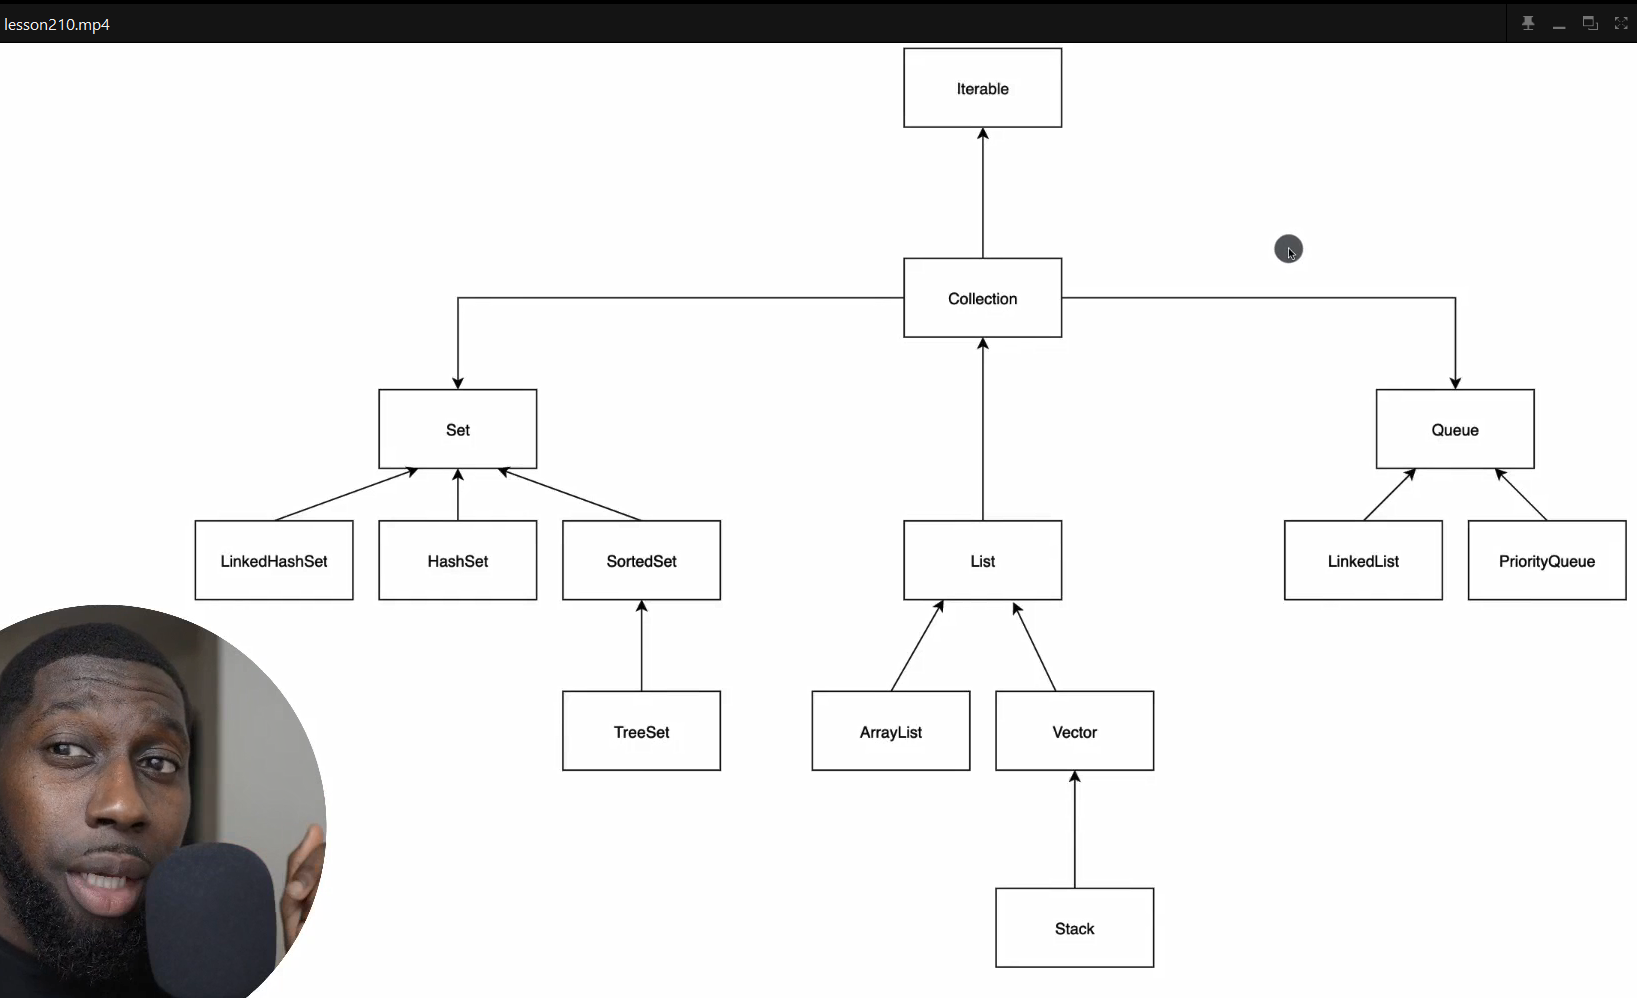 lesson210.mp4
Iterable
Collection
Set
Queue
LinkedHashSet
HashSet
SortedSet
List
LinkedList
PriorityQueue
TreeSet
ArrayList
Vector
Stack